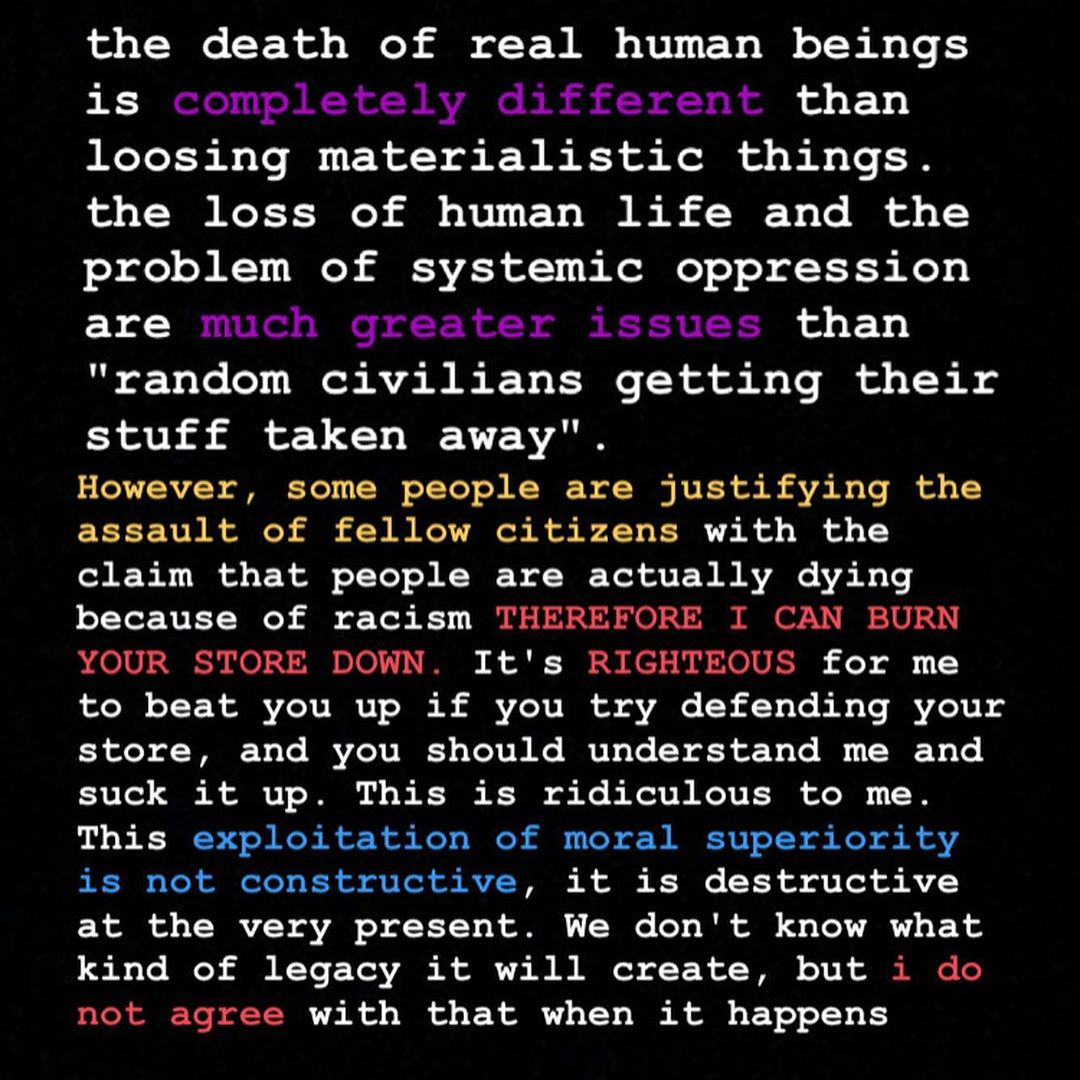 the death of real human beings
is completely different than
loosing materialistic things.
the loss of human life and the
problem of systemic oppression
are much greater issues than
"random civilians getting their
stuff taken away".
However, some people are justifying the
assault of fellow citizens with the
claim that people are actually dying
because of racism THEREFORE I CAN BURN
YOUR STORE DOWN. It's RIGHTEOUS for me
to beat you up if you try defending your
store, and you should understand me and
suck it up. This is ridiculous to me.
This exploitation of moral superiority
is not constructive, it is destructive
at the very present. We don't know what
kind of legacy it will create, but i do
not agree with that when it happens